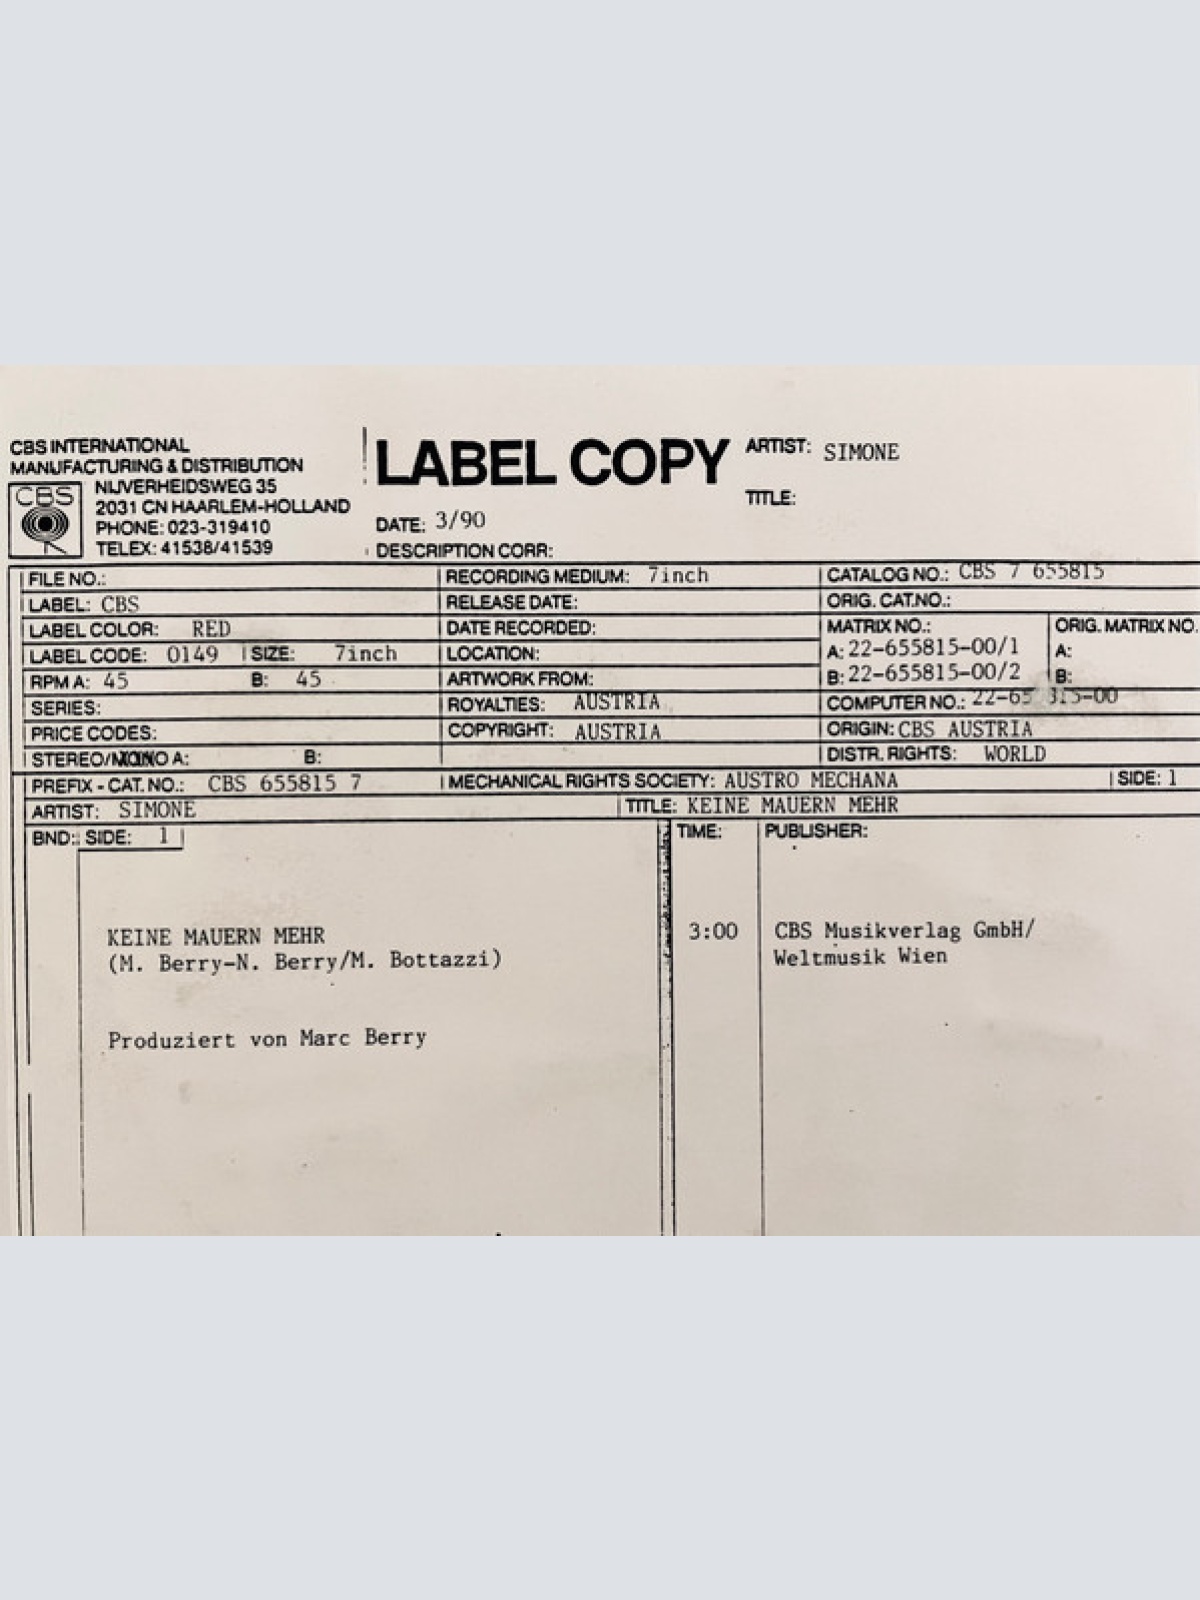 CBS INTERNATIONAL
MANUFACTURING & DISTRIBUTION
CBS
NIJVERHEIDSWEG 35
2031 CN HAARLEM-HOLLAND
PHONE: 023-319410
TELEX: 41538/41539
LABEL COPY
DATE: 3/90
DESCRIPTION CORR:
ARTIST: SIMONE
TITLE:
FILE NO.: RECORDING MEDIUM: 7inch CATALOG NO.: CBS 7 655815
LABEL: CBS RELEASE DATE: ORIG. CAT.NO.:
LABEL COLOR: RED DATE RECORDED: MATRIX NO.: ORIG. MATRIX NO.
LABEL CODE: 0149 SIZE: 7inch LOCATION: A: 22-655815-00/1 A:
RPM A: 45 B: 45 ARTWORK FROM: B: 22-655815-00/2 B:
SERIES: ROYALTIES: AUSTRIA COMPUTER NO.:
PRICE CODES: COPYRIGHT: AUSTRIA ORIGIN: CBS AUSTRIA
STEREO/MONO A: B: DISTR. RIGHTS: WORLD
PREFIX - CAT. NO.: CBS 655815 7 MECHANICAL RIGHTS SOCIETY: AUSTRO MECHANA SIDE: 1
ARTIST: SIMONE TITLE: KEINE MAUERN MEHR
BND: SIDE: 1 TIME: PUBLISHER:
KEINE MAUERN MEHR 3:00 CBS Musikverlag GmbH/
(M. Berry-N. Berry/M. Bottazzi) Weltmusik Wien
Produziert von Marc Berry